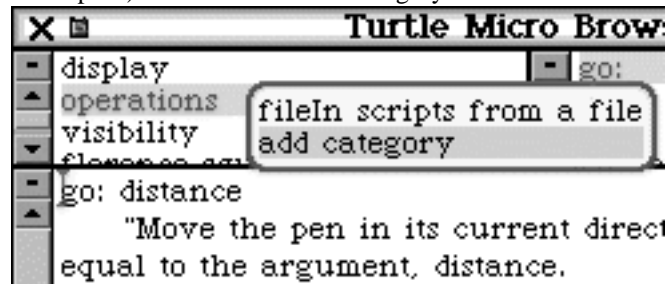 Turtle Micro Brows
display
go:
operations
visibility
fileIn scripts from a file
add category
go: distance
"Move the pen in its current direct
equal to the argument, distance.